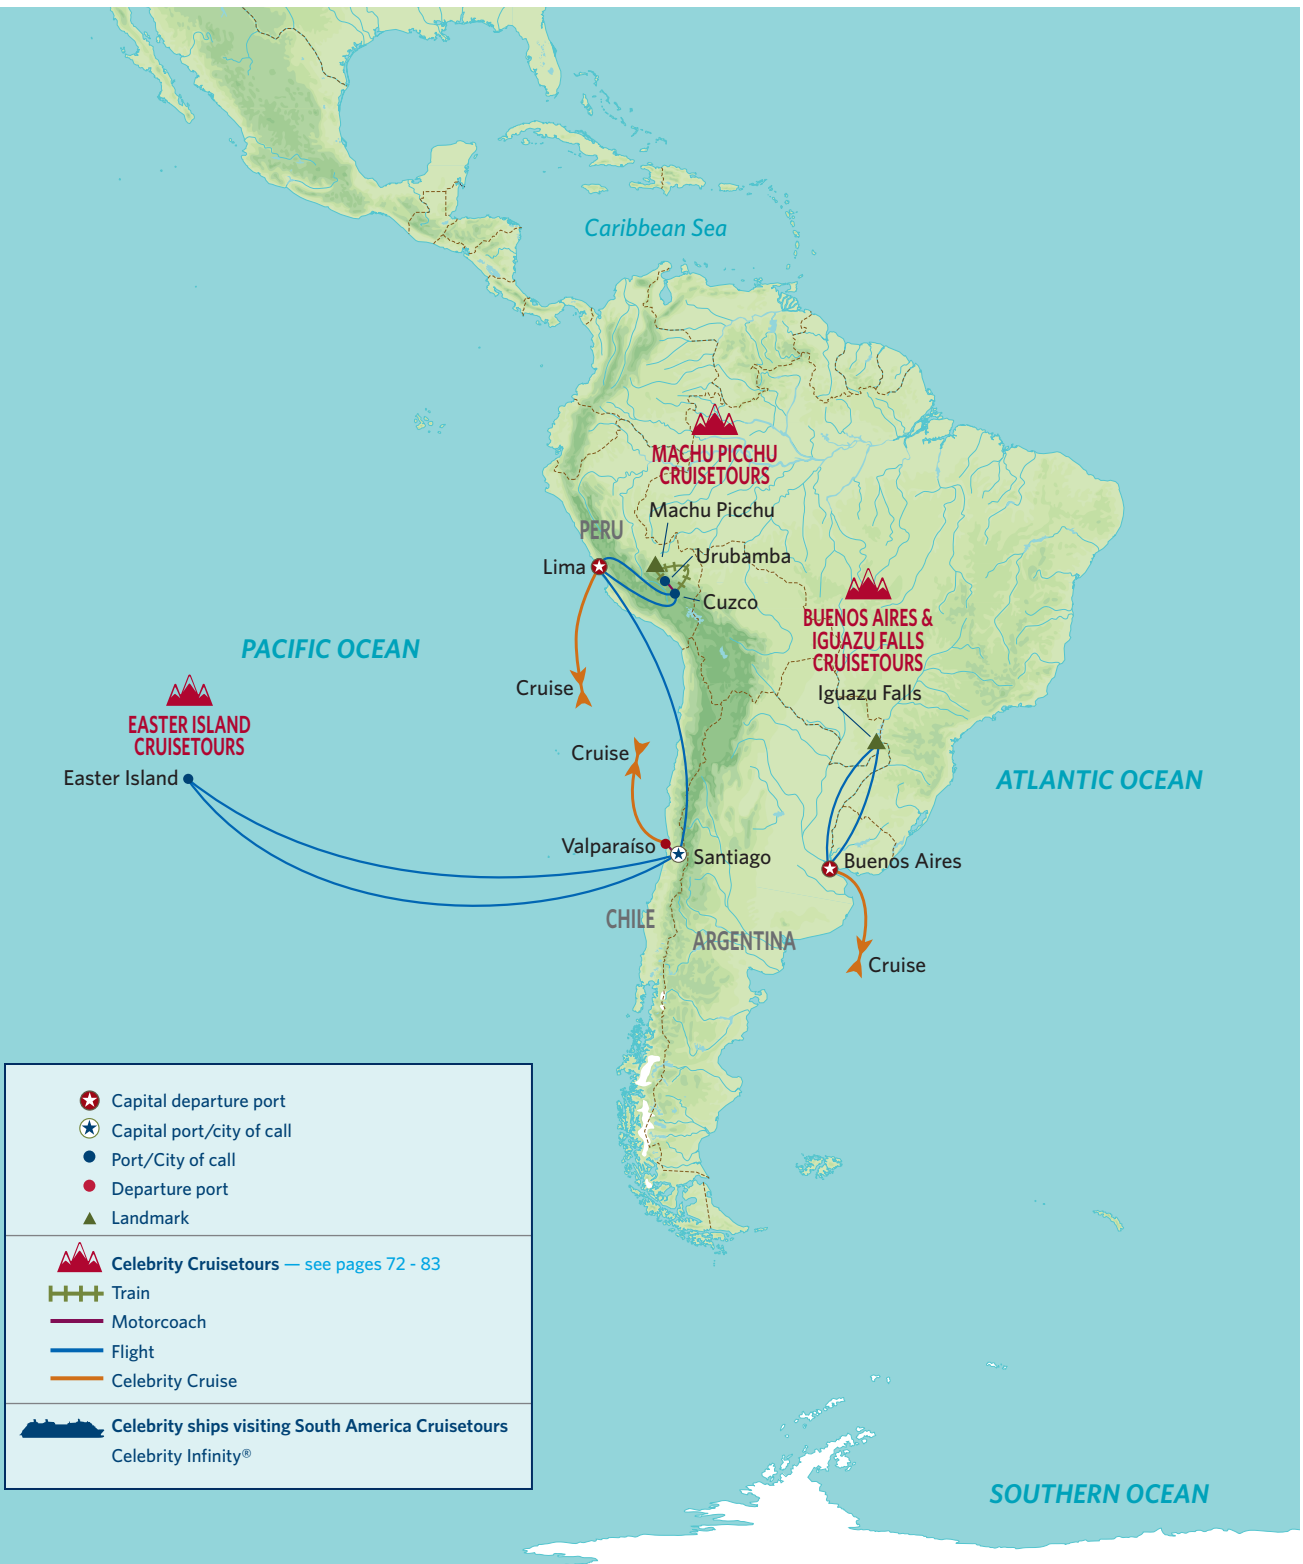 Caribbean Sea
MACHU PICCHU
CRUISETOURS
Machu Picchu
PERU
Urubamba
Lima
Cuzco
BUENOS AIRES &
IGUAZU FALLS
CRUISETOURS
PACIFIC OCEAN
Cruise
Iguazu Falls
EASTER ISLAND
CRUISETOURS
Cruise
Easter Island
ATLANTIC OCEAN
Valparaíso
Santiago
Buenos Aires
CHILE
ARGENTINA
Cruise
Capital departure port
Capital port/city of call
Port/City of call
Departure port
Landmark
Celebrity Cruisetours — see pages 72 - 83
Train
Motorcoach
Flight
Celebrity Cruise
Celebrity ships visiting South America Cruisetours
Celebrity Infinity®
SOUTHERN OCEAN